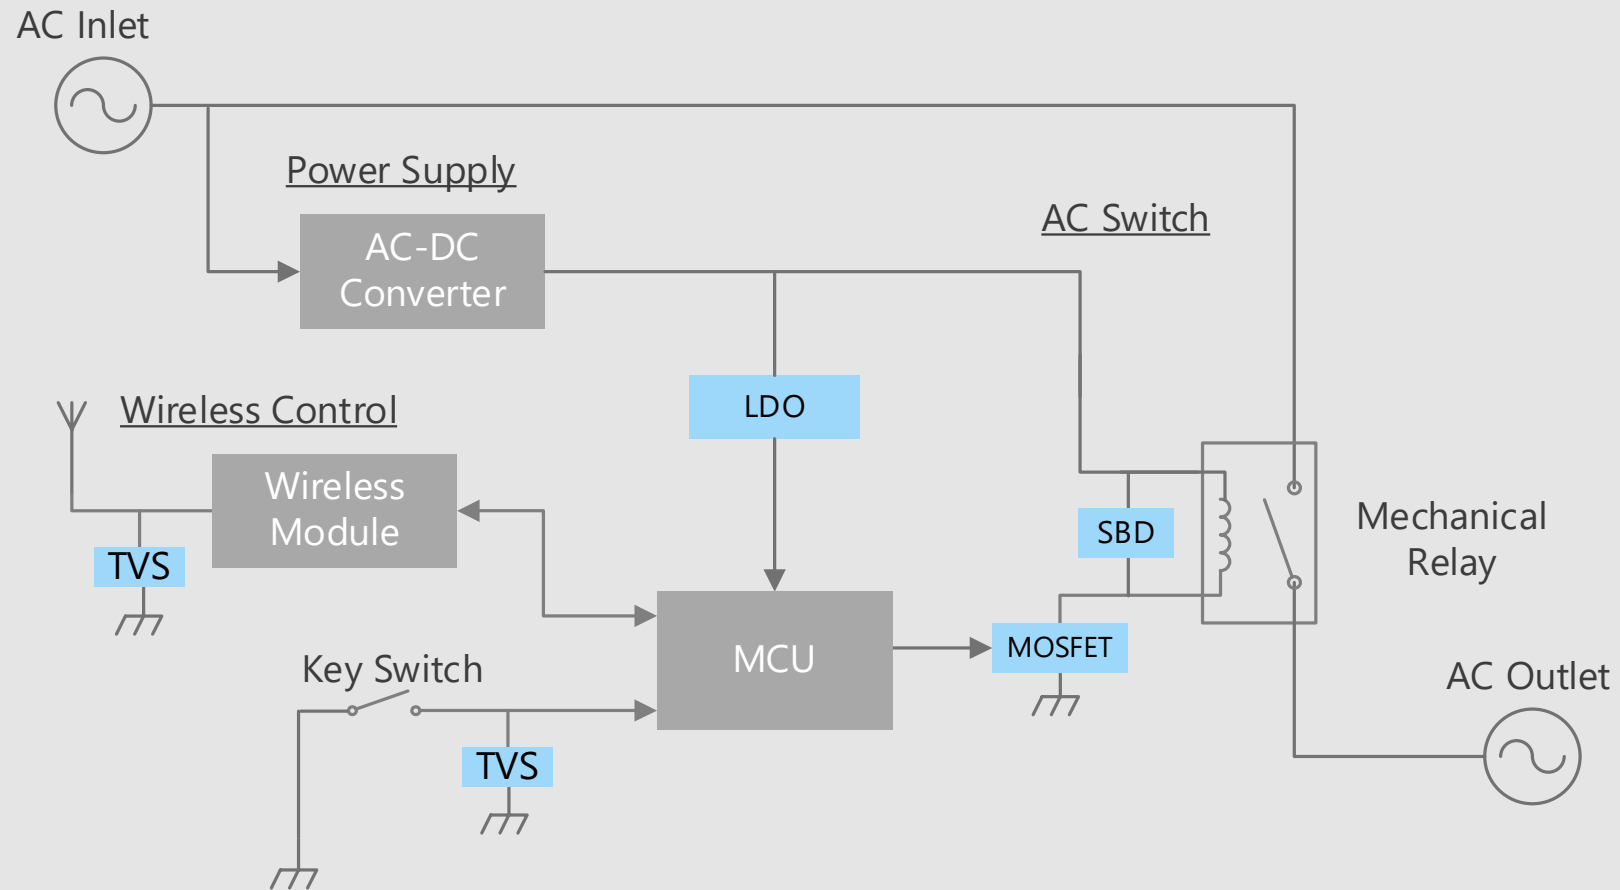 AC Inlet
Power Supply
AC-DC
Converter
AC Switch
LDO
Wireless Control
Wireless
Module
TVS
SBD
Mechanical
Relay
MCU
MOSFET
Key Switch
TVS
AC Outlet